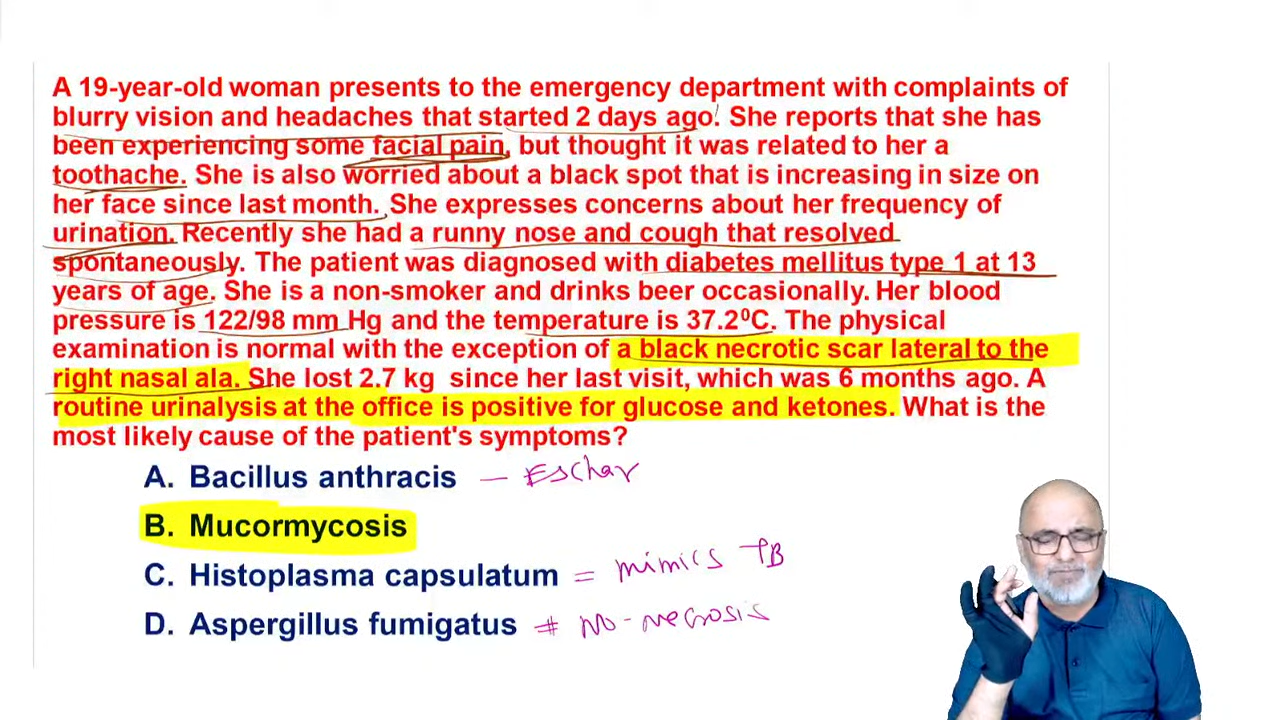 A 19-year-old woman presents to the emergency department with complaints of
blurry vision and headaches that started 2 days ago. She reports that she has
been experiencing some facial pain, but thought it was related to her a
toothache. She is also worried about a black spot that is increasing in size on
her face since last month. She expresses concerns about her frequency of
urination. Recently she had a runny nose and cough that resolved
spontaneously. The patient was diagnosed with diabetes mellitus type 1 at 13
years of age. She is a non-smoker and drinks beer occasionally. Her blood
pressure is 122/98 mm Hg and the temperature is 37.2⁰C. The physical
examination is normal with the exception of a black necrotic scar lateral to the
right nasal ala. She lost 2.7 kg since her last visit, which was 6 months ago. A
routine urinalysis at the office is positive for glucose and ketones. What is the
most likely cause of the patient's symptoms?
A. Bacillus anthracis — Eschar
B. Mucormycosis
C. Histoplasma capsulatum = mimics TB
D. Aspergillus fumigatus # no-necrosis